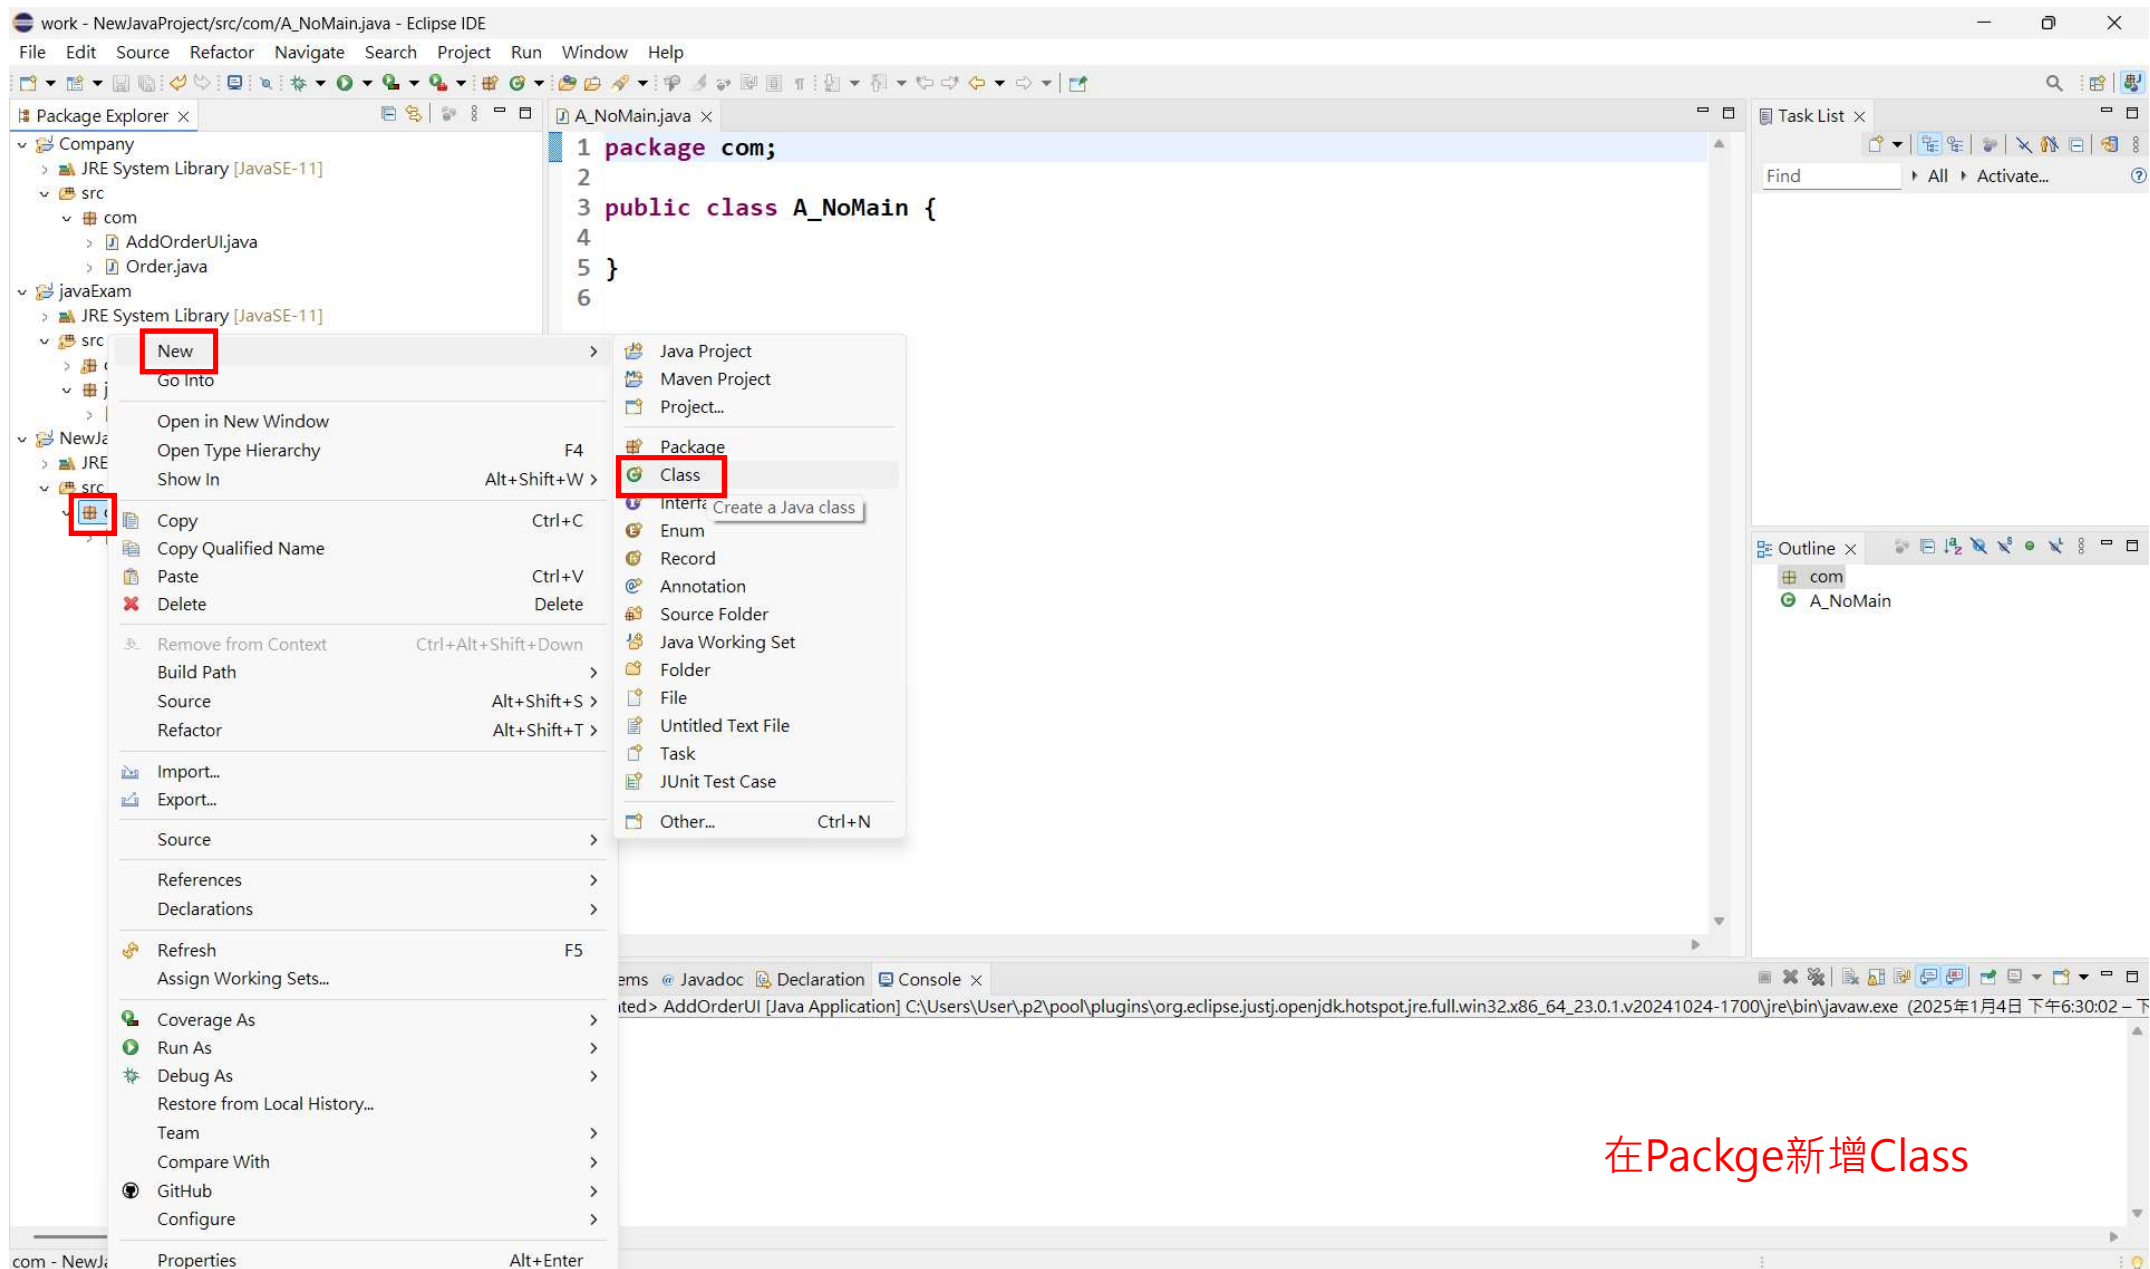 work - NewJavaProject/src/com/A_NoMain.java - Eclipse IDE
File Edit Source Refactor Navigate Search Project Run Window Help
Package Explorer
Company
JRE System Library [JavaSE-11]
src
com
AddOrderUI.java
Order.java
javaExam
JRE System Library [JavaSE-11]
src
j
NewJa
JRE
src
A_NoMain.java
1 package com;
2
3 public class A_NoMain {
4
5 }
6
New
Go Into
Open in New Window
Open Type Hierarchy F4
Show In Alt+Shift+W >
Copy Ctrl+C
Copy Qualified Name
Paste Ctrl+V
Delete Delete
Remove from Context Ctrl+Alt+Shift+Down
Build Path
Source Alt+Shift+S >
Refactor Alt+Shift+T >
Import...
Export...
Source
References
Declarations
Refresh F5
Assign Working Sets...
Coverage As
Run As
Debug As
Restore from Local History...
Team
Compare With
GitHub
Configure
Properties Alt+Enter
Java Project
Maven Project
Project...
Package
Class
Interfa
Create a Java class
Enum
Record
Annotation
Source Folder
Java Working Set
Folder
File
Untitled Text File
Task
JUnit Test Case
Other... Ctrl+N
Task List
Find All Activate...
Outline
com
A_NoMain
ems Javadoc Declaration Console
ted> AddOrderUI [Java Application] C:\Users\User\.p2\pool\plugins\org.eclipse.justj.openjdk.hotspot.jre.full.win32.x86_64_23.0.1.v20241024-1700\jre\bin\javaw.exe (2025年1月4日 下午6:30:02 – 下
在Packge新增Class
com - NewJa